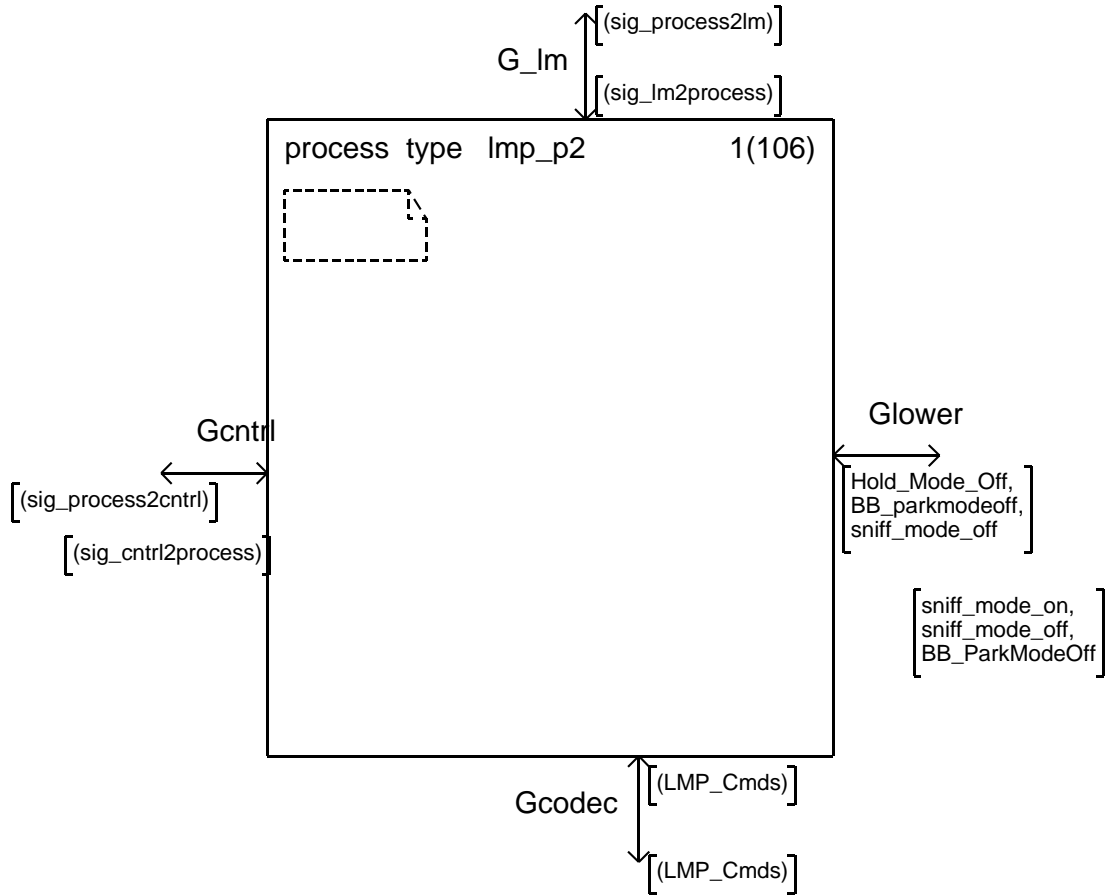 [(sig_process2lm)]
G_lm
[(sig_lm2process)]
process type lmp_p2 1(106)
Gcntrl
Glower
[(sig_process2cntrl)]
[Hold_Mode_Off,
BB_parkmodeoff,
sniff_mode_off]
[(sig_cntrl2process)]
[sniff_mode_on,
sniff_mode_off,
BB_ParkModeOff]
[(LMP_Cmds)]
Gcodec
[(LMP_Cmds)]